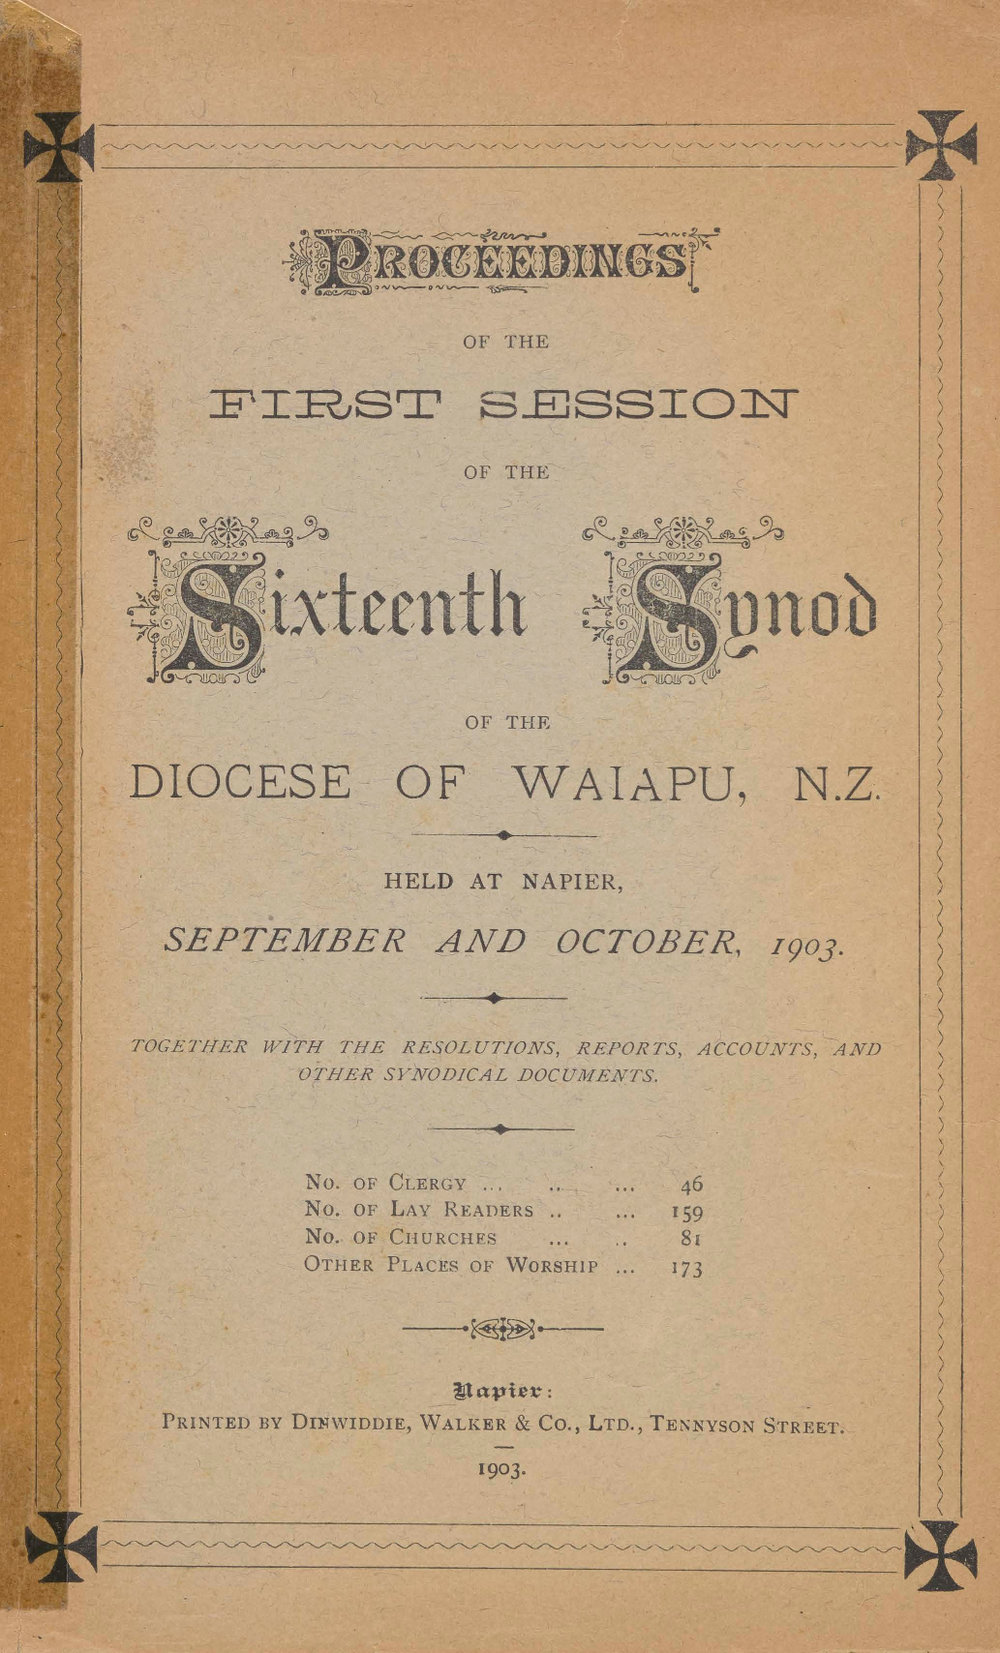 PROCEEDINGS
OF THE
FIRST SESSION
OF THE
Sixteenth Synod
OF THE
DIOCESE OF WAIAPU, N.Z.
HELD AT NAPIER,
SEPTEMBER AND OCTOBER, 1903.
TOGETHER WITH THE RESOLUTIONS, REPORTS, ACCOUNTS, AND
OTHER SYNODICAL DOCUMENTS.
No. of Clergy ... .. ... 46
No. of Lay Readers .. ... 159
No. of Churches ... .. 81
Other Places of Worship ... 173
Napier:
Printed by Dinwiddie, Walker & Co., Ltd., Tennyson Street.
1903.